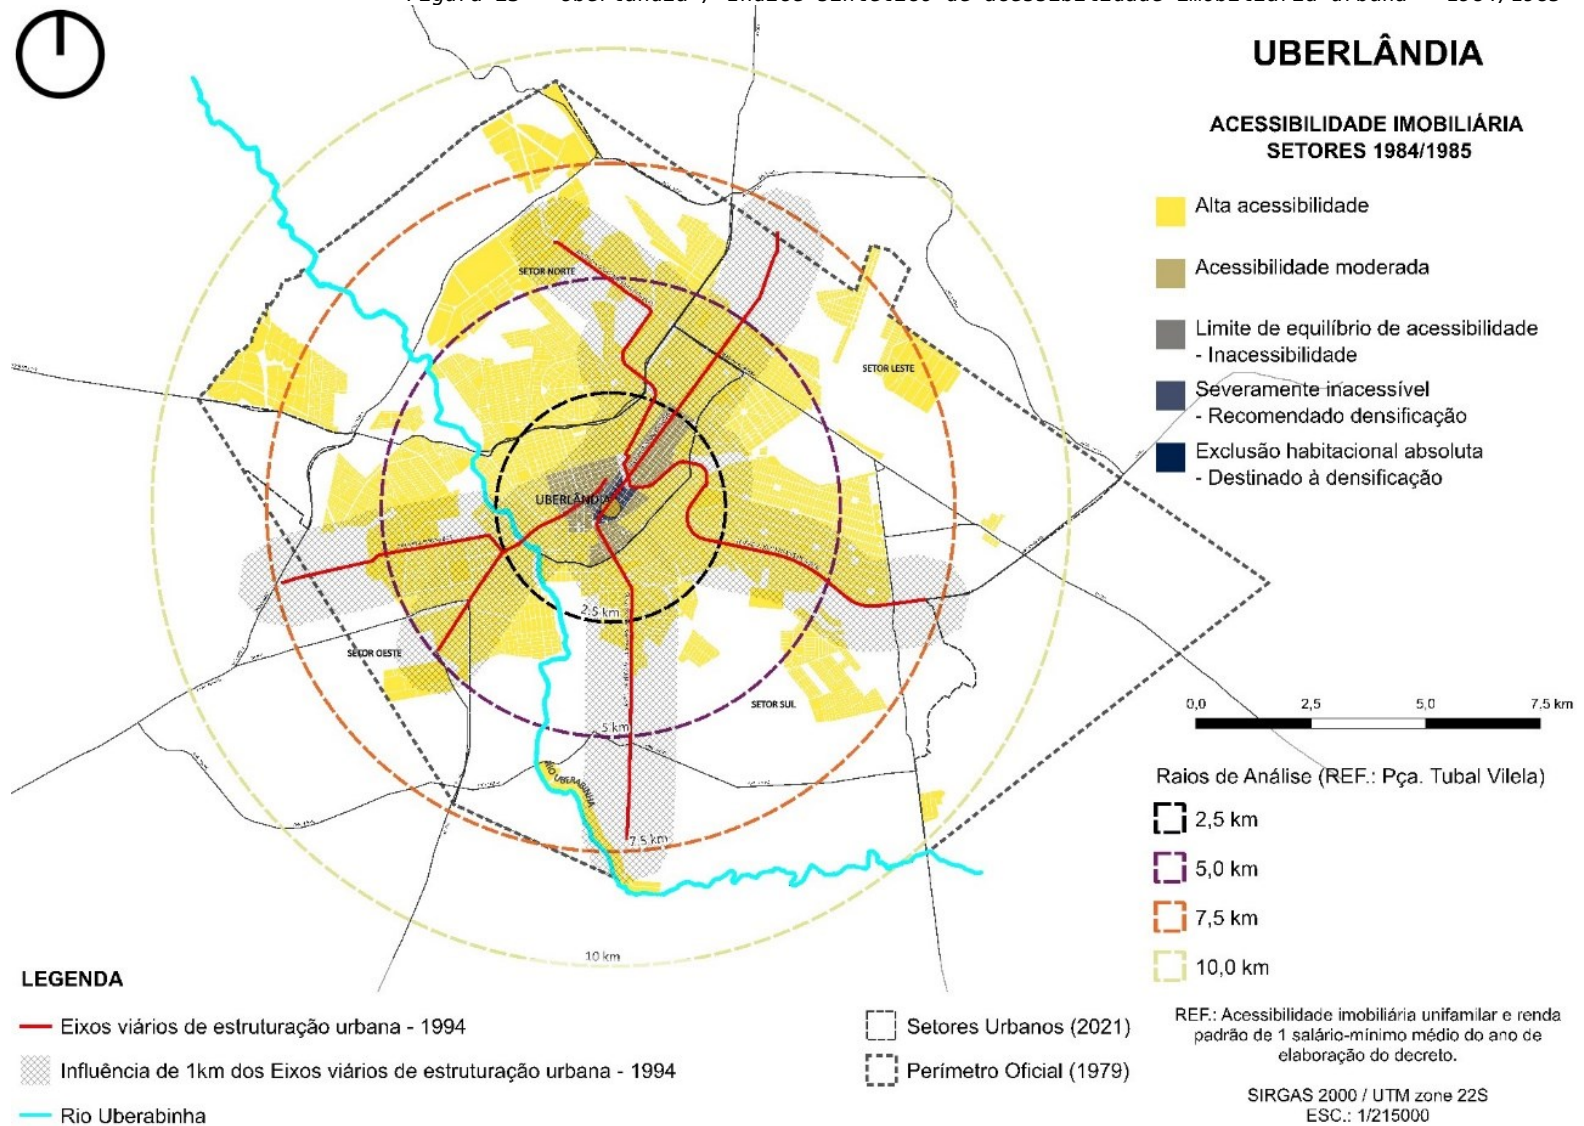 UBERLÂNDIA
ACESSIBILIDADE IMOBILIÁRIA
SETORES 1984/1985
Alta acessibilidade
Acessibilidade moderada
Limite de equilíbrio de acessibilidade
- Inacessibilidade
Severamente inacessível
- Recomendado densificação
Exclusão habitacional absoluta
- Destinado à densificação
SETOR NORTE
SETOR LESTE
UBERLÂNDIA
2,5 km
SETOR OESTE
SETOR SUL
5 km
RIO UBERABINHA
7,5 km
10 km
0,0 2,5 5,0 7,5 km
Raios de Análise (REF.: Pça. Tubal Vilela)
2,5 km
5,0 km
7,5 km
10,0 km
LEGENDA
Eixos viários de estruturação urbana - 1994
Influência de 1km dos Eixos viários de estruturação urbana - 1994
Rio Uberabinha
Setores Urbanos (2021)
Perímetro Oficial (1979)
REF.: Acessibilidade imobiliária unifamilar e renda
padrão de 1 salário-mínimo médio do ano de
elaboração do decreto.
SIRGAS 2000 / UTM zone 22S
ESC.: 1/215000